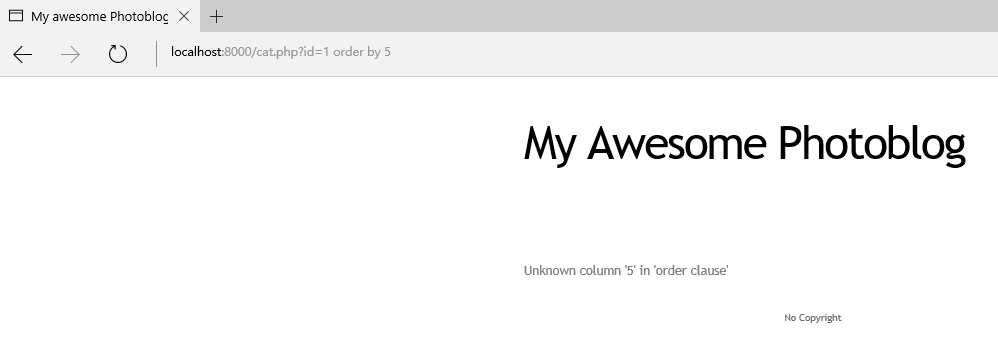 My awesome Photoblog
localhost:8000/cat.php?id=1 order by 5
My Awesome Photoblog
Unknown column '5' in 'order clause'
No Copyright